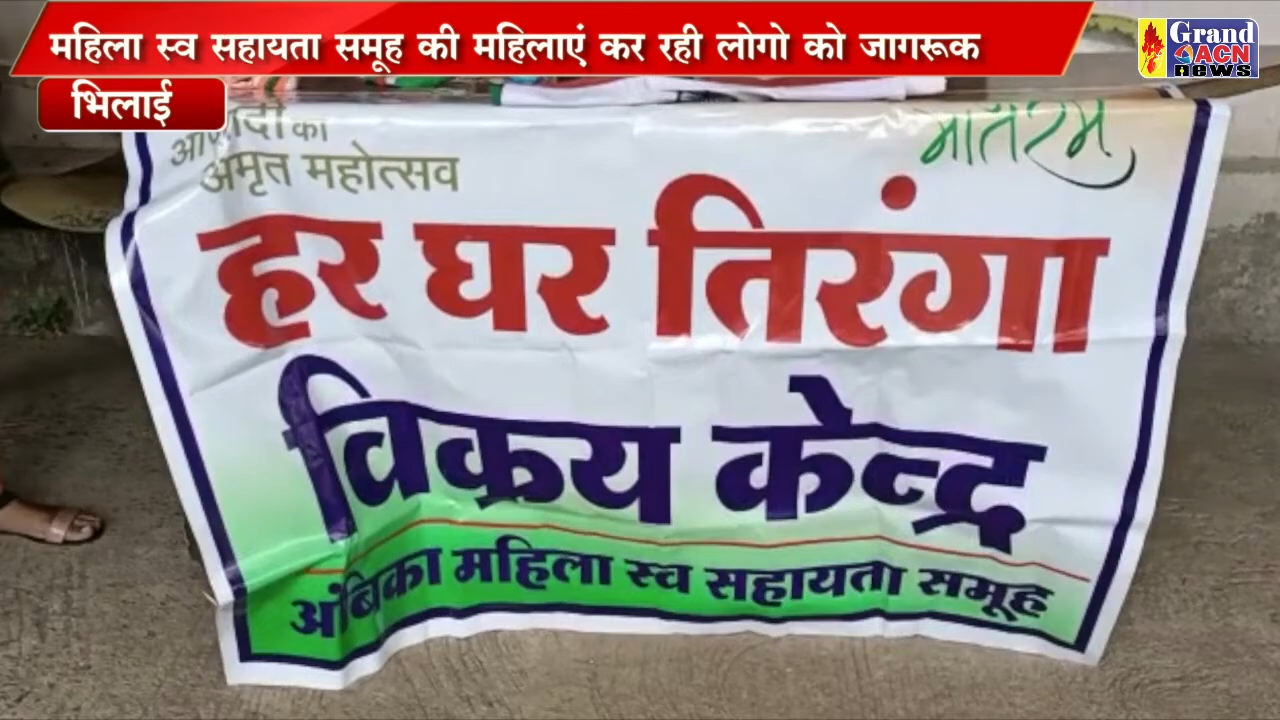 महिला स्व सहायता समूह की महिलाएं कर रही लोगो को जागरूक
Grand
ACN
news
भिलाई
का
अमृत महोत्सव
मातरम्
हर घर तिरंगा
विक्रय केन्द्र
अंबिका महिला स्व सहायता समूह